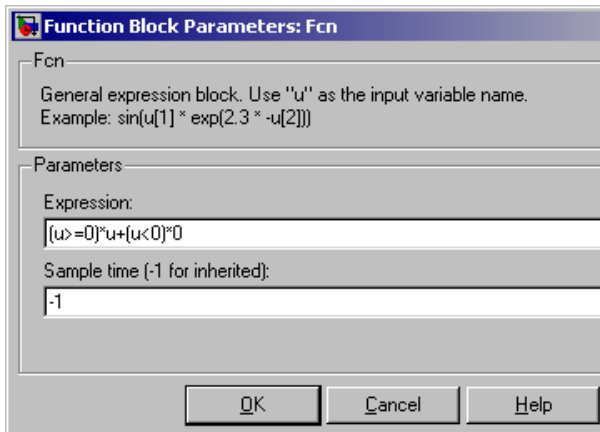 Function Block Parameters: Fcn
Fcn
General expression block. Use "u" as the input variable name.
Example: sin(u[1] * exp(2.3 * -u[2]))
Parameters
Expression:
(u>=0)*u+(u<0)*0
Sample time (-1 for inherited):
-1
OK Cancel Help